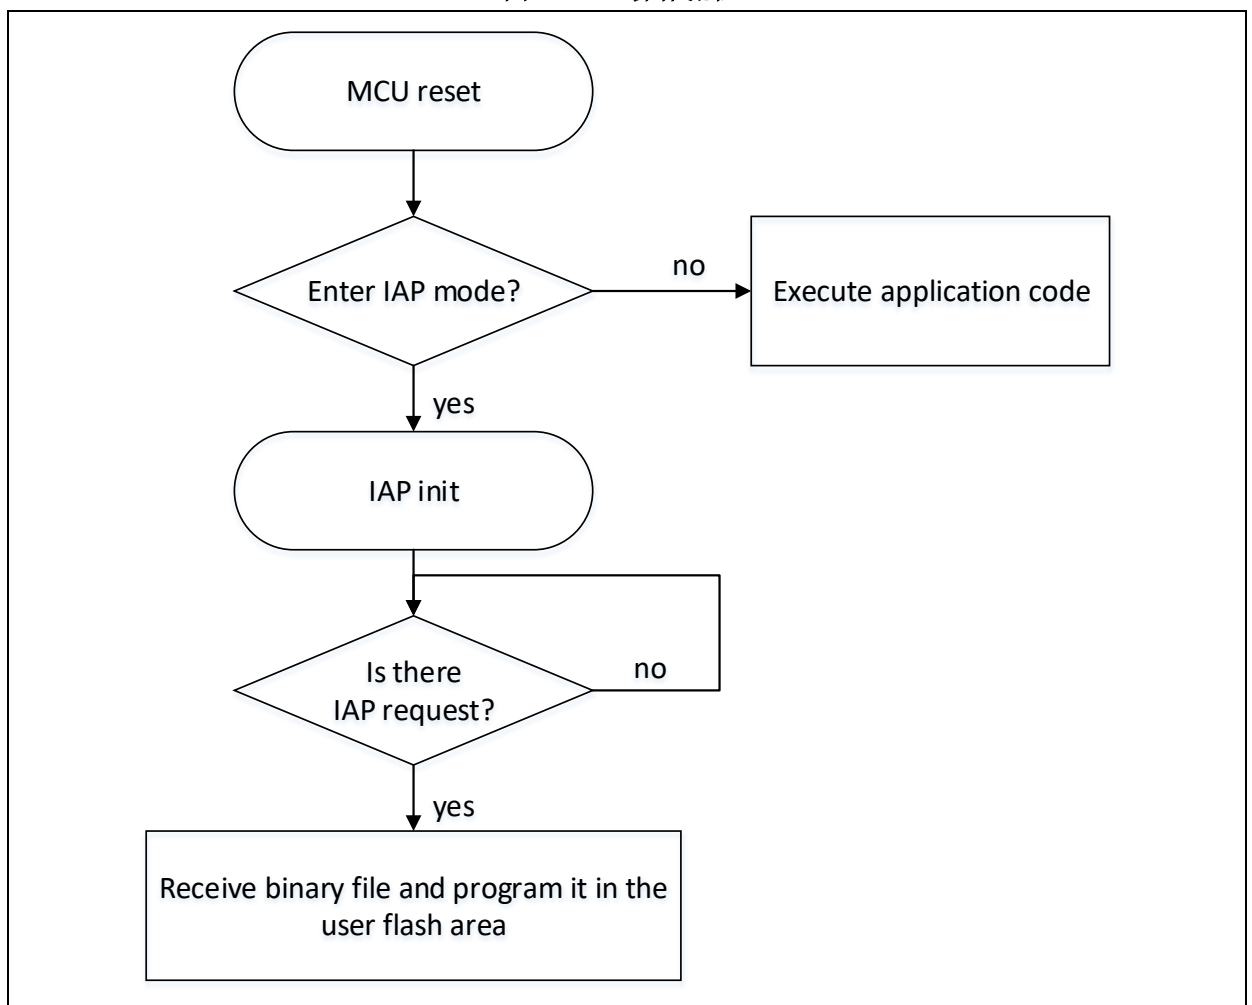 MCU reset
Enter IAP mode?
no
Execute application code
yes
IAP init
Is there
IAP request?
no
yes
Receive binary file and program it in the
user flash area